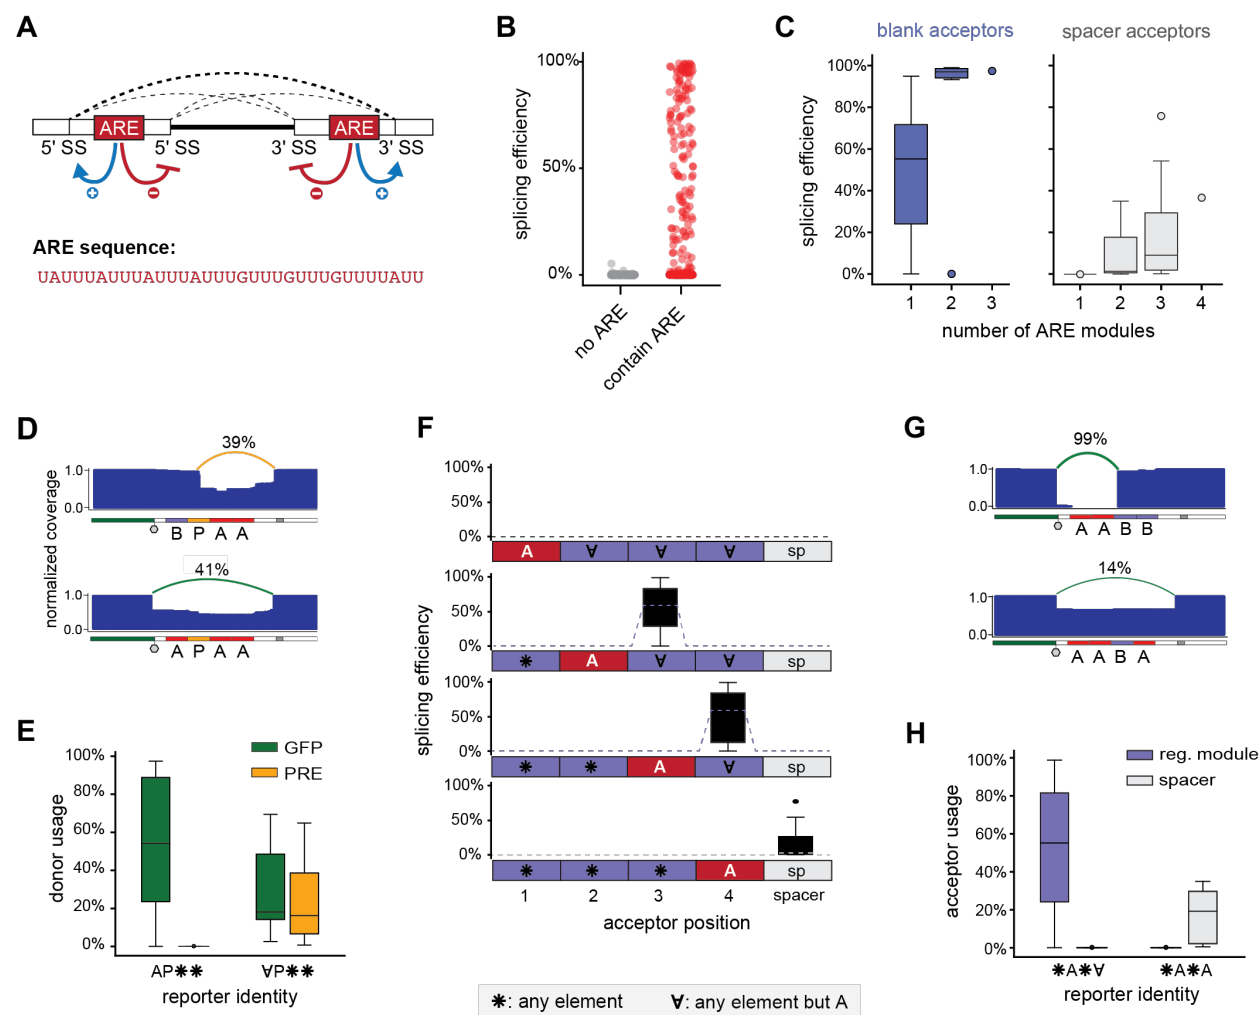 A
ARE
ARE
5' SS
5' SS
3' SS
3' SS
+
−
−
+
ARE sequence:
UAUUUAUUUAUUUAUUUGUUUGUUUGUUUUAUU
B
splicing efficiency
100%
50%
0%
no ARE
contain ARE
C
blank acceptors
spacer acceptors
splicing efficiency
100%
80%
60%
40%
20%
0%
1 2 3
1 2 3 4
number of ARE modules
D
normalized coverage
39%
1.0
0.0
B P A A
41%
1.0
0.0
A P A A
E
GFP
PRE
donor usage
100%
80%
60%
40%
20%
0%
AP✱✱
∀P✱✱
reporter identity
F
splicing efficiency
100%
50%
0%
A ∀ ∀ ∀ sp
100%
50%
0%
✱ A ∀ ∀ sp
100%
50%
0%
✱ ✱ A ∀ sp
100%
50%
0%
✱ ✱ ✱ A sp
1 2 3 4 spacer
acceptor position
✱: any element ∀: any element but A
G
99%
1.0
0.0
A A B B
14%
1.0
0.0
A A B A
H
reg. module
spacer
acceptor usage
100%
80%
60%
40%
20%
0%
✱A✱∀
✱A✱A
reporter identity